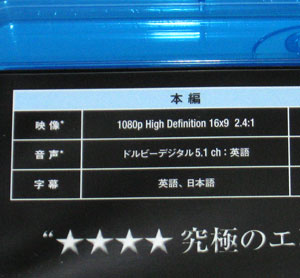 本編
映像* 1080p High Definition 16x9 2.4:1
音声* ドルビーデジタル5.1 ch：英語
字幕 英語、日本語
“★★★★ 究極のエ